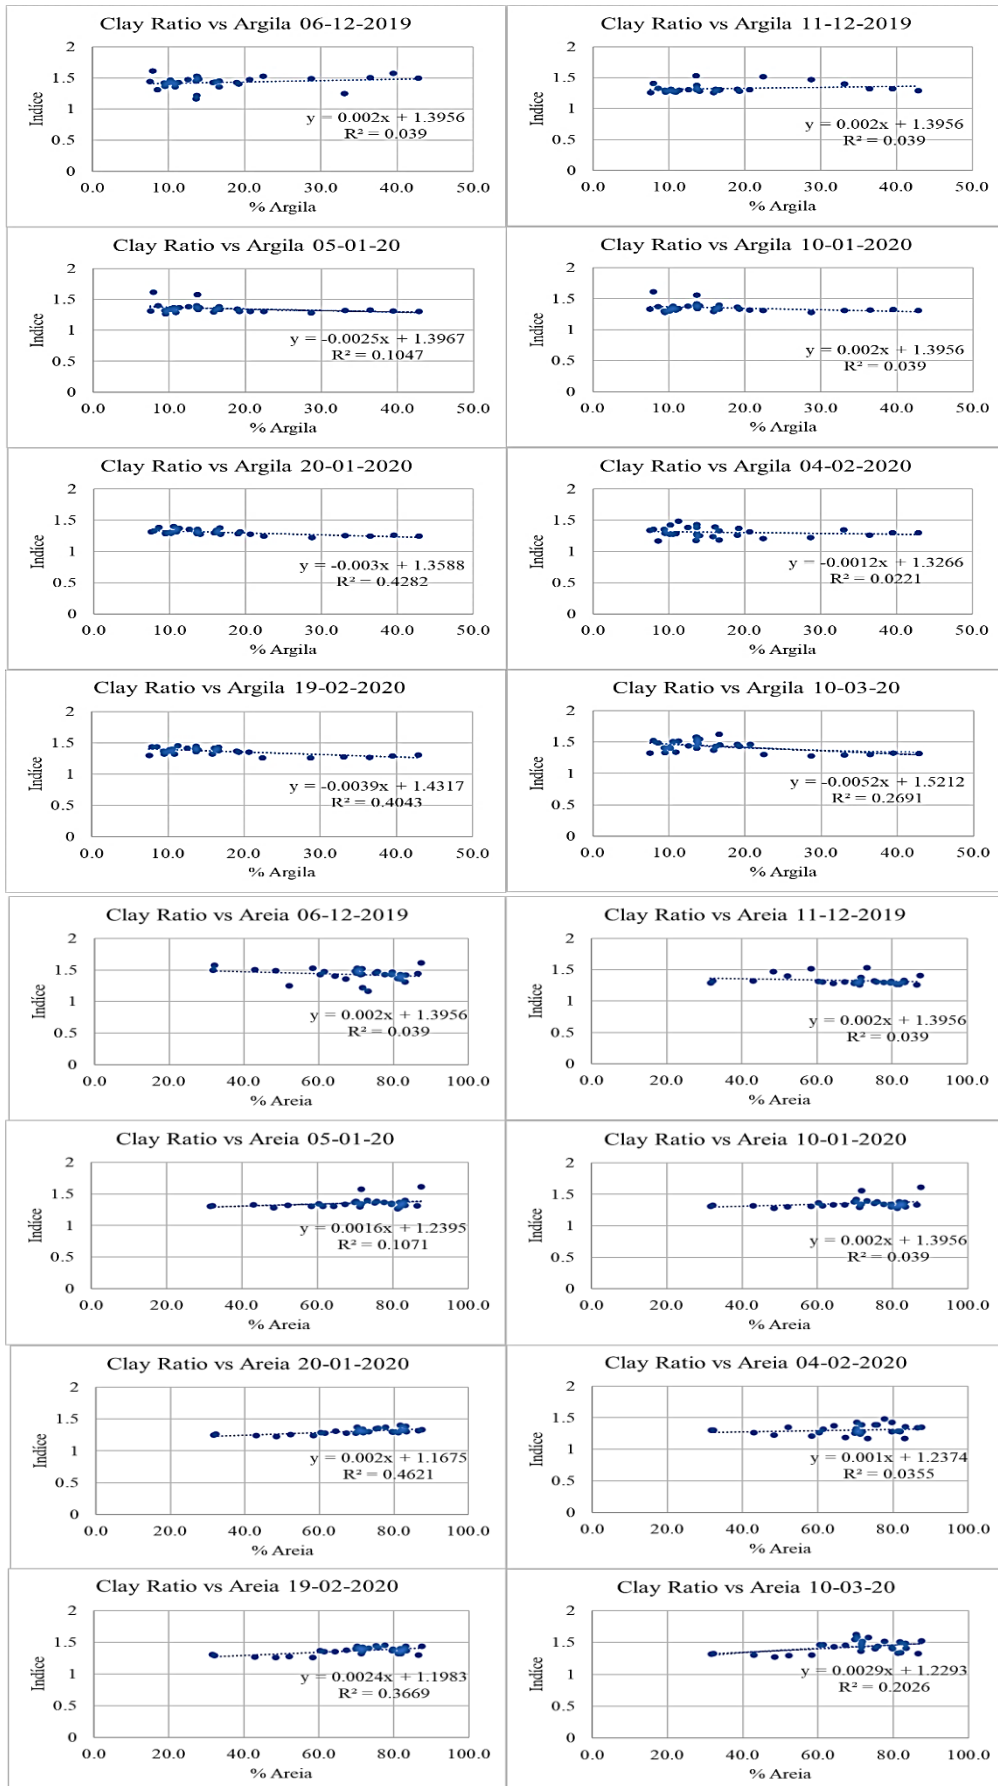 Clay Ratio vs Argila 06-12-2019
2
1.5
1
0.5
0
Indíce
y = 0.002x + 1.3956
R² = 0.039
0.0 10.0 20.0 30.0 40.0 50.0
% Argila
Clay Ratio vs Argila 11-12-2019
2
1.5
1
0.5
0
Indíce
y = 0.002x + 1.3956
R² = 0.039
0.0 10.0 20.0 30.0 40.0 50.0
% Argila
Clay Ratio vs Argila 05-01-20
2
1.5
1
0.5
0
Indíce
y = -0.0025x + 1.3967
R² = 0.1047
0.0 10.0 20.0 30.0 40.0 50.0
% Argila
Clay Ratio vs Argila 10-01-2020
2
1.5
1
0.5
0
Indíce
y = 0.002x + 1.3956
R² = 0.039
0.0 10.0 20.0 30.0 40.0 50.0
% Argila
Clay Ratio vs Argila 20-01-2020
2
1.5
1
0.5
0
Indíce
y = -0.003x + 1.3588
R² = 0.4282
0.0 10.0 20.0 30.0 40.0 50.0
% Argila
Clay Ratio vs Argila 04-02-2020
2
1.5
1
0.5
0
Indíce
y = -0.0012x + 1.3266
R² = 0.0221
0.0 10.0 20.0 30.0 40.0 50.0
% Argila
Clay Ratio vs Argila 19-02-2020
2
1.5
1
0.5
0
Indíce
y = -0.0039x + 1.4317
R² = 0.4043
0.0 10.0 20.0 30.0 40.0 50.0
% Argila
Clay Ratio vs Argila 10-03-20
2
1.5
1
0.5
0
Indíce
y = -0.0052x + 1.5212
R² = 0.2691
0.0 10.0 20.0 30.0 40.0 50.0
% Argila
Clay Ratio vs Areia 06-12-2019
2
1.5
1
0.5
0
Indíce
y = 0.002x + 1.3956
R² = 0.039
0.0 20.0 40.0 60.0 80.0 100.0
% Areia
Clay Ratio vs Areia 11-12-2019
2
1.5
1
0.5
0
Indíce
y = 0.002x + 1.3956
R² = 0.039
0.0 20.0 40.0 60.0 80.0 100.0
% Areia
Clay Ratio vs Areia 05-01-20
2
1.5
1
0.5
0
Indíce
y = 0.0016x + 1.2395
R² = 0.1071
0.0 20.0 40.0 60.0 80.0 100.0
% Areia
Clay Ratio vs Areia 10-01-2020
2
1.5
1
0.5
0
Indíce
y = 0.002x + 1.3956
R² = 0.039
0.0 20.0 40.0 60.0 80.0 100.0
% Areia
Clay Ratio vs Areia 20-01-2020
2
1.5
1
0.5
0
Indíce
y = 0.002x + 1.1675
R² = 0.4621
0.0 20.0 40.0 60.0 80.0 100.0
% Areia
Clay Ratio vs Areia 04-02-2020
2
1.5
1
0.5
0
Indíce
y = 0.001x + 1.2374
R² = 0.0355
0.0 20.0 40.0 60.0 80.0 100.0
% Areia
Clay Ratio vs Areia 19-02-2020
2
1.5
1
0.5
0
Indíce
y = 0.0024x + 1.1983
R² = 0.3669
0.0 20.0 40.0 60.0 80.0 100.0
% Areia
Clay Ratio vs Areia 10-03-20
2
1.5
1
0.5
0
Indíce
y = 0.0029x + 1.2293
R² = 0.2026
0.0 20.0 40.0 60.0 80.0 100.0
% Areia